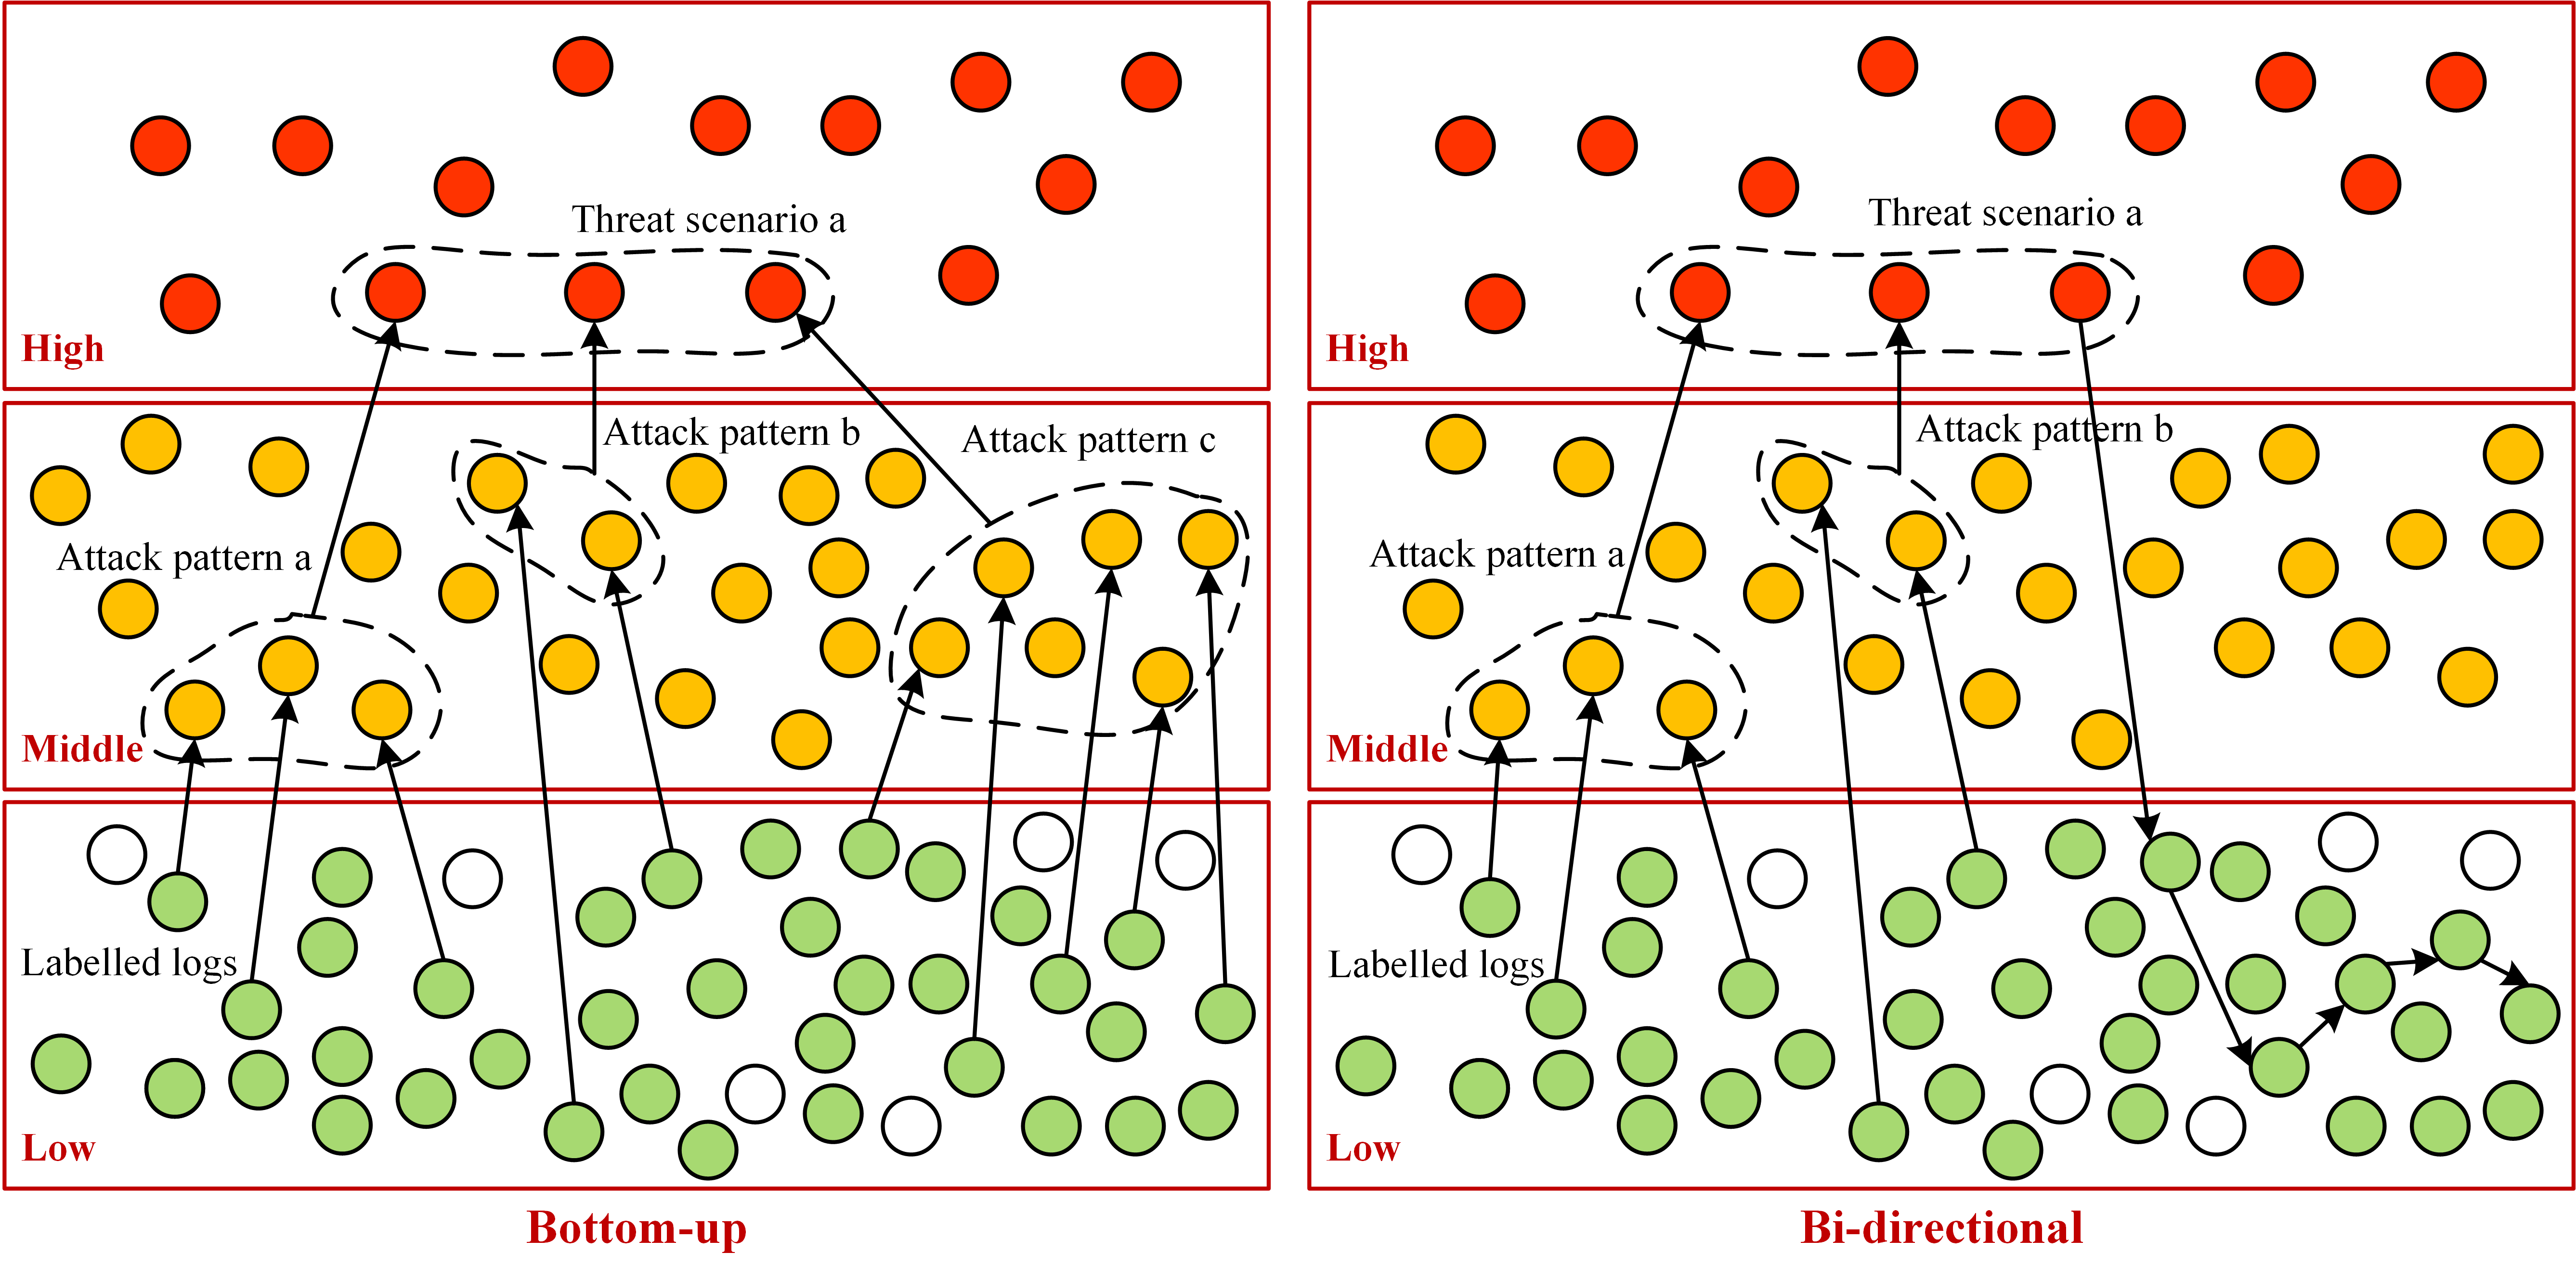 Threat scenario a
High
Attack pattern b
Attack pattern c
Attack pattern a
Middle
Labelled logs
Low
Bottom-up
Threat scenario a
High
Attack pattern b
Attack pattern a
Middle
Labelled logs
Low
Bi-directional